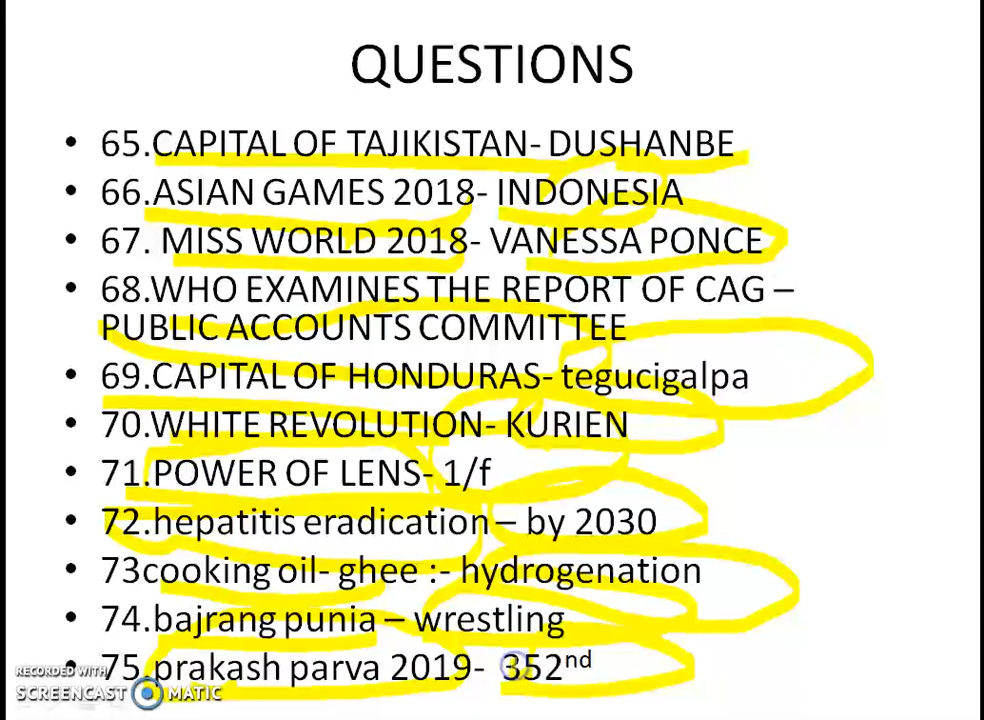 QUESTIONS
• 65.CAPITAL OF TAJIKISTAN- DUSHANBE
• 66.ASIAN GAMES 2018- INDONESIA
• 67. MISS WORLD 2018- VANESSA PONCE
• 68.WHO EXAMINES THE REPORT OF CAG –
PUBLIC ACCOUNTS COMMITTEE
• 69.CAPITAL OF HONDURAS- tegucigalpa
• 70.WHITE REVOLUTION- KURIEN
• 71.POWER OF LENS- 1/f
• 72.hepatitis eradication – by 2030
• 73cooking oil- ghee :- hydrogenation
• 74.bajrang punia – wrestling
• 75.prakash parva 2019- 352nd
RECORDED WITH
SCREENCAST MATIC